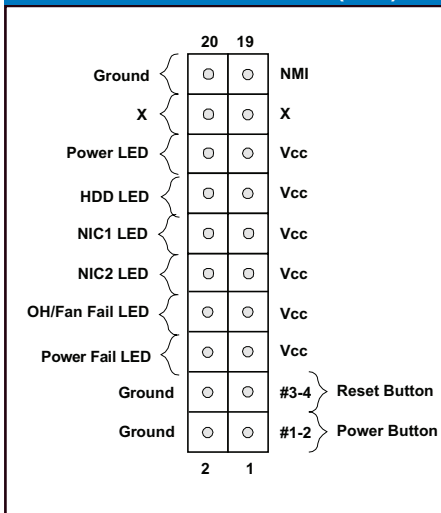 20 19
Ground NMI
X X
Power LED Vcc
HDD LED Vcc
NIC1 LED Vcc
NIC2 LED Vcc
OH/Fan Fail LED Vcc
Power Fail LED Vcc
Ground #3-4 Reset Button
Ground #1-2 Power Button
2 1